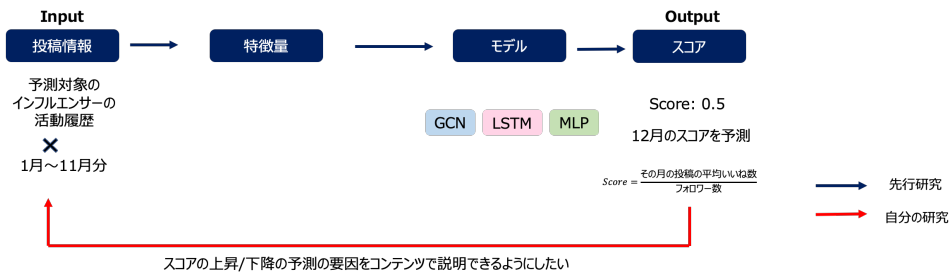 Input
Output
投稿情報
特徴量
モデル
スコア
予測対象の
インフルエンサーの
活動履歴
×
1月～11月分
GCN
LSTM
MLP
Score: 0.5
12月のスコアを予測
Score = その月の投稿の平均いいね数
フォロワー数
先行研究
自分の研究
スコアの上昇/下降の予測の要因をコンテンツで説明できるようにしたい